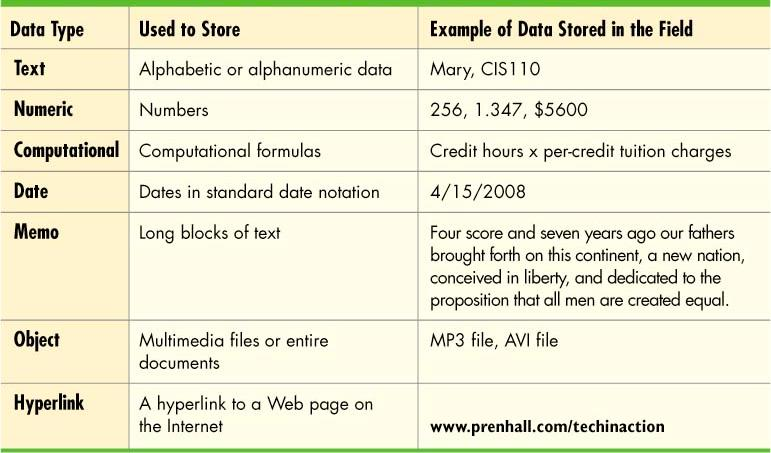 Data Type Used to Store Example of Data Stored in the Field
Text Alphabetic or alphanumeric data Mary, CIS110
Numeric Numbers 256, 1.347, $5600
Computational Computational formulas Credit hours x per-credit tuition charges
Date Dates in standard date notation 4/15/2008
Memo Long blocks of text Four score and seven years ago our fathers
brought forth on this continent, a new nation,
conceived in liberty, and dedicated to the
proposition that all men are created equal.
Object Multimedia files or entire MP3 file, AVI file
documents
Hyperlink A hyperlink to a Web page on
the Internet www.prenhall.com/techinaction